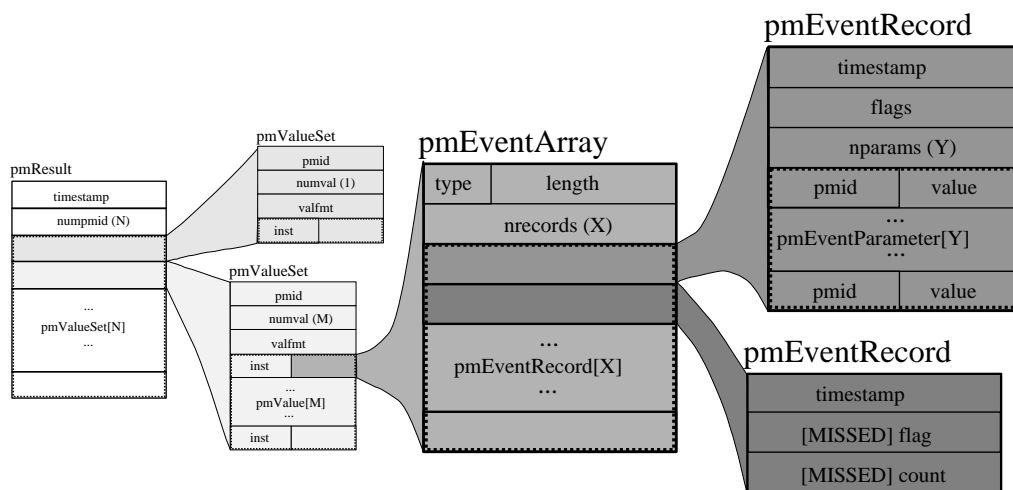 pmResult
timestamp
numpmid (N)
...
pmValueSet[N]
...
pmValueSet
pmid
numval (1)
valfmt
inst
pmValueSet
pmid
numval (M)
valfmt
inst
...
pmValue[M]
...
inst
pmEventArray
type length
nrecords (X)
...
pmEventRecord[X]
...
pmEventRecord
timestamp
flags
nparams (Y)
pmid value
...
pmEventParameter[Y]
...
pmid value
pmEventRecord
timestamp
[MISSED] flag
[MISSED] count